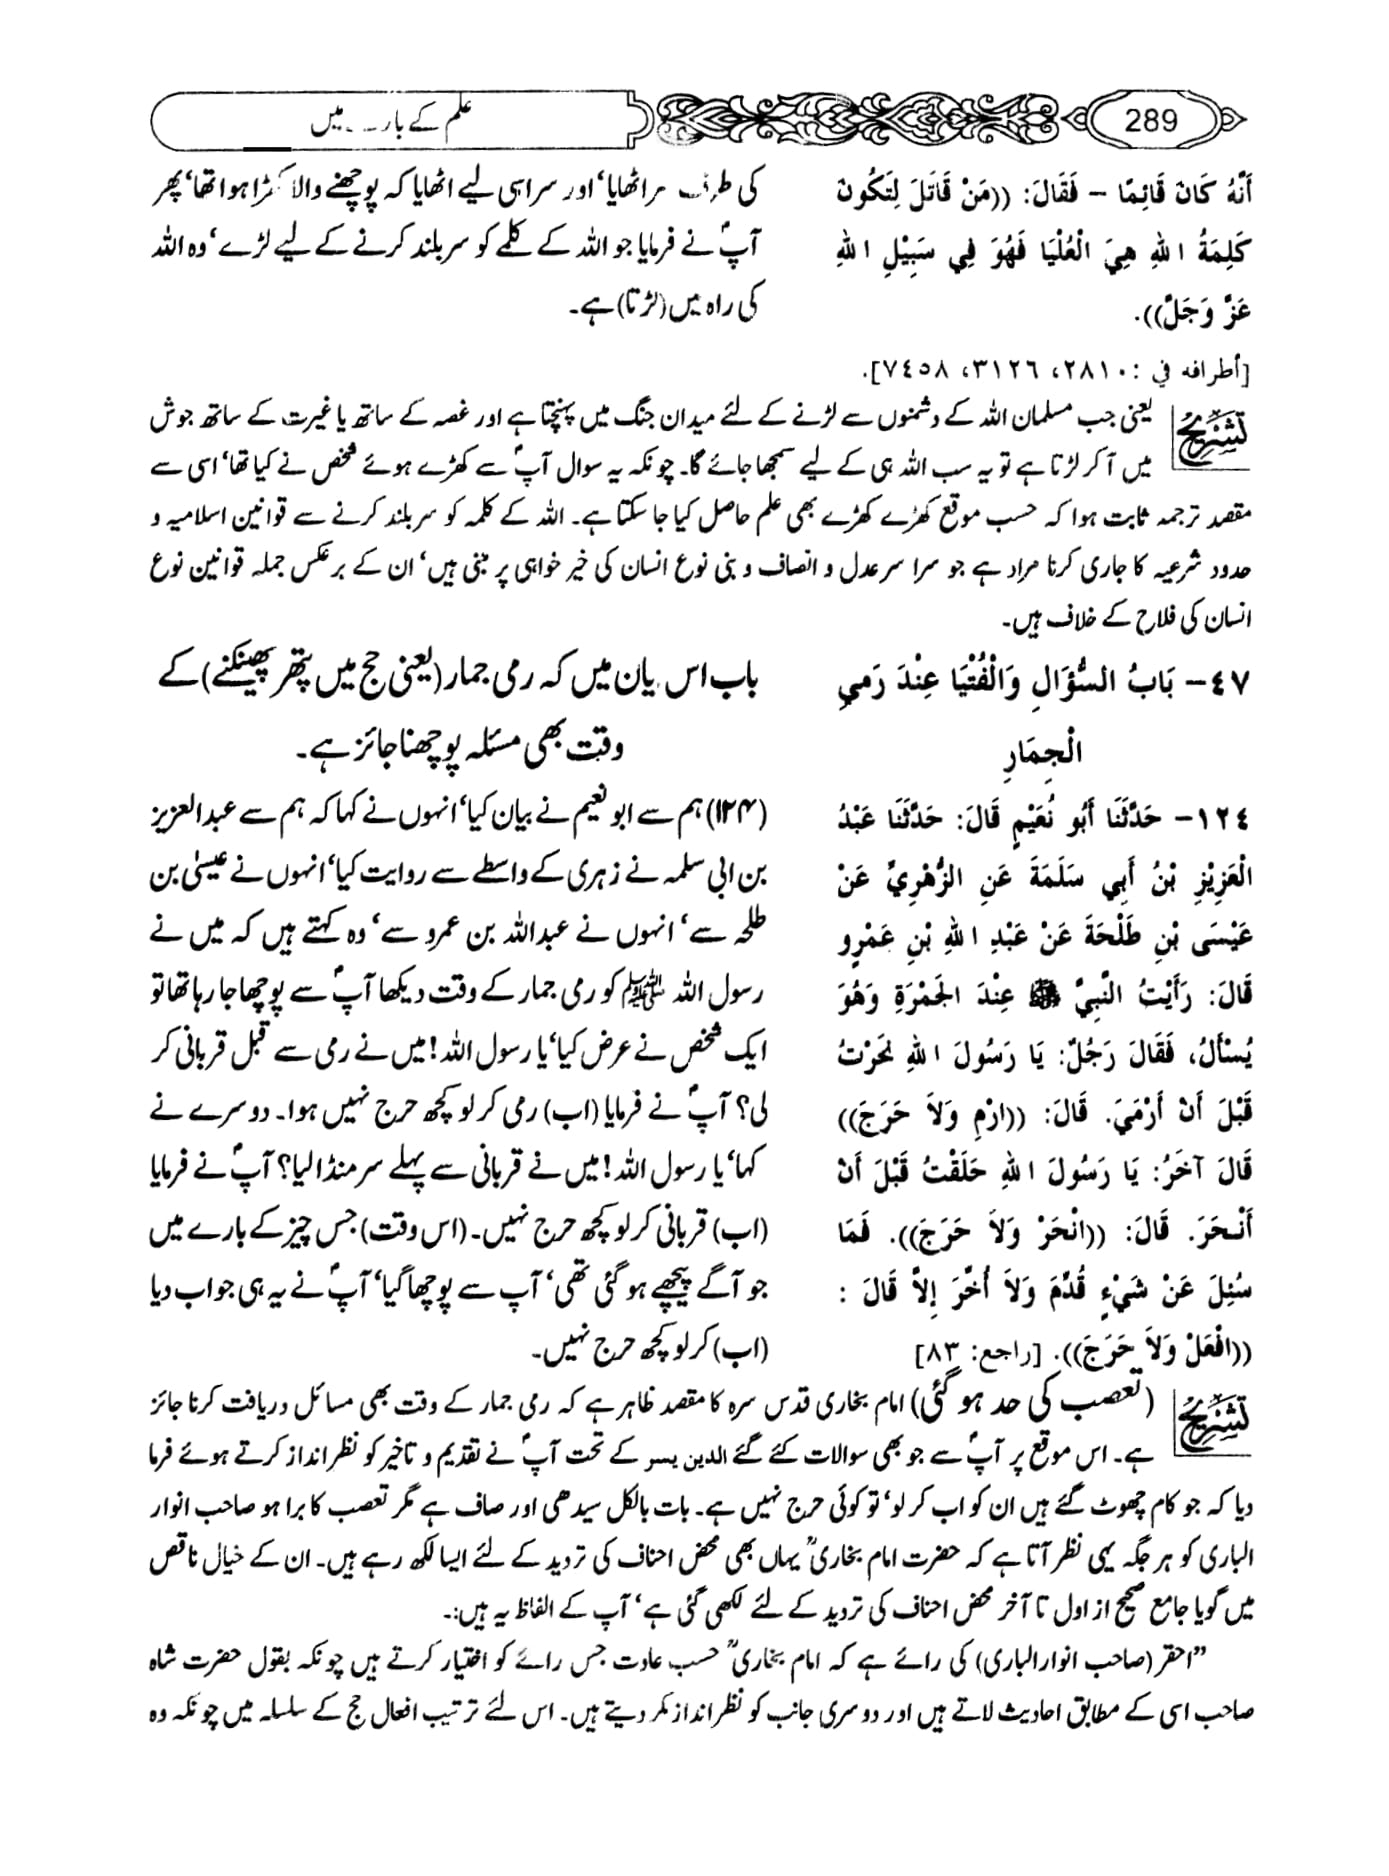 علم کے بارے میں
289
أَنَّهُ كَانَ قَائِمًا – فَقَالَ: ((مَنْ قَاتَلَ لِتَكُونَ
كَلِمَةُ اللهِ هِيَ الْعُلْيَا فَهُوَ فِي سَبِيْلِ اللهِ
عَزَّ وَجَلَّ)).
[أطرافه في : ٢٨١٠، ٣١٢٦، ٧٤٥٨].
کی طرف سر اٹھایا‘ اور سر اسی لیے اٹھایا کہ پوچھنے والا کھڑا ہوا تھا‘ پھر
آپؐ نے فرمایا جو اللہ کے کلمے کو سربلند کرنے کے لیے لڑے‘ وہ اللہ
کی راہ میں (لڑتا) ہے۔
تشریح
یعنی جب مسلمان اللہ کے دشمنوں سے لڑنے کے لئے میدان جنگ میں پہنچتا ہے اور غصہ کے ساتھ یا غیرت کے ساتھ جوش
میں آ کر لڑتا ہے تو یہ سب اللہ ہی کے لیے سمجھا جائے گا۔ چونکہ یہ سوال آپؐ سے کھڑے ہوئے شخص نے کیا تھا‘ اسی سے
مقصد ترجمہ ثابت ہوا کہ حسب موقع کھڑے کھڑے بھی علم حاصل کیا جا سکتا ہے۔ اللہ کے کلمہ کو سربلند کرنے سے قوانین اسلامیہ و
حدود شرعیہ کا جاری کرنا مراد ہے جو سرا سر عدل و انصاف و بنی نوع انسان کی خیر خواہی پر مبنی ہیں‘ ان کے برعکس جملہ قوانین نوع
انسان کی فلاح کے خلاف ہیں۔
٤٧– بَابُ السُّؤَالِ وَالْفُتْيَا عِنْدَ رَمْيِ
الْجِمَارِ
باب اس بیان میں کہ رمی جمار (یعنی حج میں پتھر پھینکنے) کے
وقت بھی مسئلہ پوچھنا جائز ہے۔
١٢٤– حَدَّثَنَا أَبُو نُعَيْمٍ قَالَ: حَدَّثَنَا عَبْدُ
الْعَزِيْزِ بْنُ أَبِي سَلَمَةَ عَنِ الزُّهْرِيِّ عَنْ
عِيْسَى بْنِ طَلْحَةَ عَنْ عَبْدِ اللهِ بْنِ عَمْرٍو
قَالَ: رَأَيْتُ النَّبِيَّ ﷺ عِنْدَ الْجَمْرَةِ وَهُوَ
يُسْأَلُ، فَقَالَ رَجُلٌ: يَا رَسُولَ اللهِ نَحَرْتُ
قَبْلَ أَنْ أَرْمِيَ. قَالَ: ((ارْمِ وَلاَ حَرَجَ))
قَالَ آخَرُ: يَا رَسُولَ اللهِ حَلَقْتُ قَبْلَ أَنْ
أَنْحَرَ. قَالَ: ((انْحَرْ وَلاَ حَرَجَ)). فَمَا
سُئِلَ عَنْ شَيْءٍ قُدِّمَ وَلاَ أُخِّرَ إِلاَّ قَالَ :
((افْعَلْ وَلاَ حَرَجَ)). [راجع: ٨٣]
(۱۲۴) ہم سے ابو نعیم نے بیان کیا‘ انہوں نے کہا کہ ہم سے عبدالعزیز
بن ابی سلمہ نے زہری کے واسطے سے روایت کیا‘ انہوں نے عیسیٰ بن
طلحہ سے‘ انہوں نے عبداللہ بن عمرو سے‘ وہ کہتے ہیں کہ میں نے
رسول اللہ ﷺ کو رمی جمار کے وقت دیکھا آپؐ سے پوچھا جا رہا تھا تو
ایک شخص نے عرض کیا‘ یا رسول اللہ! میں نے رمی سے قبل قربانی کر
لی؟ آپؐ نے فرمایا (اب) رمی کر لو کچھ حرج نہیں ہوا۔ دوسرے نے
کہا‘ یا رسول اللہ! میں نے قربانی سے پہلے سر منڈا لیا؟ آپؐ نے فرمایا
(اب) قربانی کر لو کچھ حرج نہیں۔ (اس وقت) جس چیز کے بارے میں
جو آگے پیچھے ہو گئی تھی‘ آپ سے پوچھا گیا‘ آپؐ نے یہ ہی جواب دیا
(اب) کر لو کچھ حرج نہیں۔
تشریح
(تعصب کی حد ہو گئی) امام بخاری قدس سرہ کا مقصد ظاہر ہے کہ رمی جمار کے وقت بھی مسائل دریافت کرنا جائز
ہے۔ اس موقع پر آپؐ سے جو بھی سوالات کئے گئے الدین یسر کے تحت آپؐ نے تقدیم و تاخیر کو نظر انداز کرتے ہوئے فرما
دیا کہ جو کام چھوٹ گئے ہیں ان کو اب کر لو‘ تو کوئی حرج نہیں ہے۔ بات بالکل سیدھی اور صاف ہے مگر تعصب کا برا ہو صاحب انوار
الباری کو ہر جگہ یہی نظر آتا ہے کہ حضرت امام بخاریؒ یہاں بھی محض احناف کی تردید کے لئے ایسا لکھ رہے ہیں۔ ان کے خیال ناقص
میں گویا جامع صحیح از اول تا آخر محض احناف کی تردید کے لئے لکھی گئی ہے‘ آپ کے الفاظ یہ ہیں:۔
”احقر (صاحب انوار الباری) کی رائے ہے کہ امام بخاریؒ حسب عادت جس رائے کو اختیار کرتے ہیں چونکہ بقول حضرت شاہ
صاحب اسی کے مطابق احادیث لاتے ہیں اور دوسری جانب کو نظر انداز کر دیتے ہیں۔ اس لئے ترتیب افعال حج کے سلسلہ میں چونکہ وہ